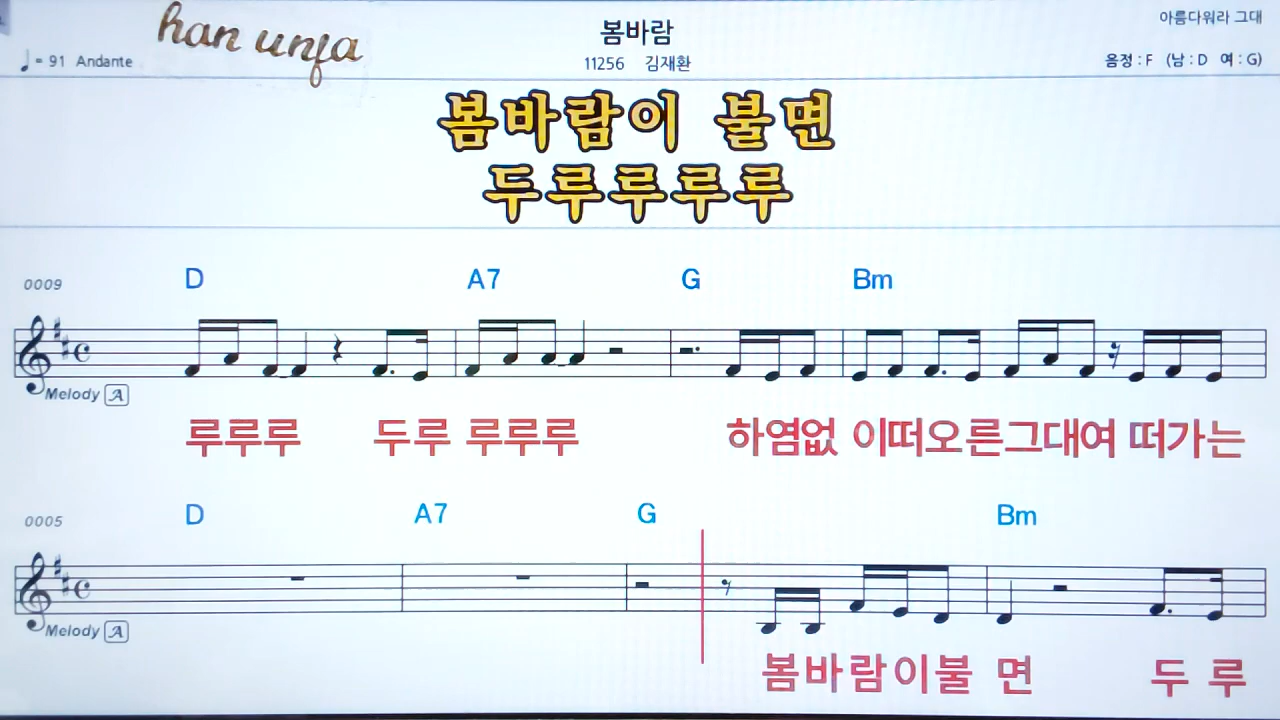 han unfa
봄바람
아름다워라 그대
♩ = 91 Andante
11256 김재환
음정 : F (남 : D 여 : G)
봄바람이 불면
두루루루루
0009
D A7 G Bm
Melody A
루루루 두루 루루루 하염없 이떠오른그대여 떠가는
0005
D A7 G Bm
Melody A
봄바람이불 면 두 루